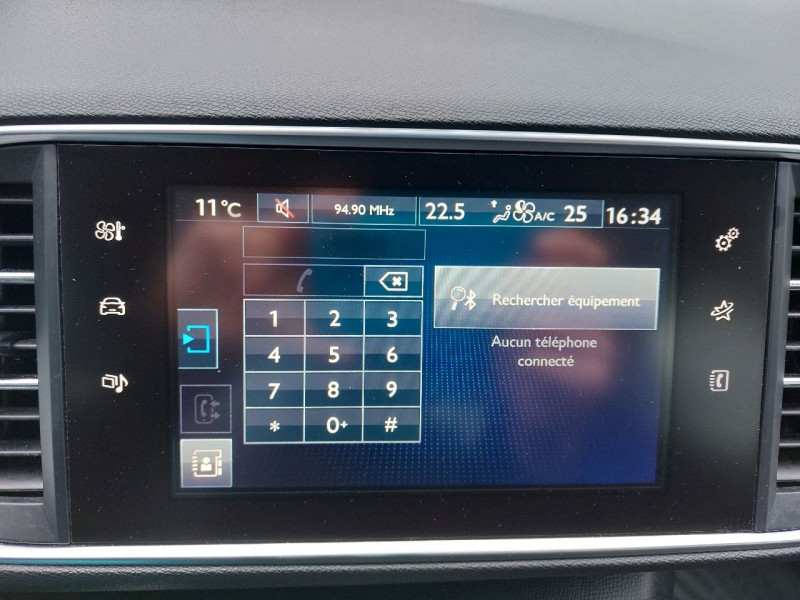 11°C 94.90 MHz 22.5 A/C 25 16:34
1 2 3
4 5 6
7 8 9
* 0+ #
Rechercher équipement
Aucun téléphone
connecté